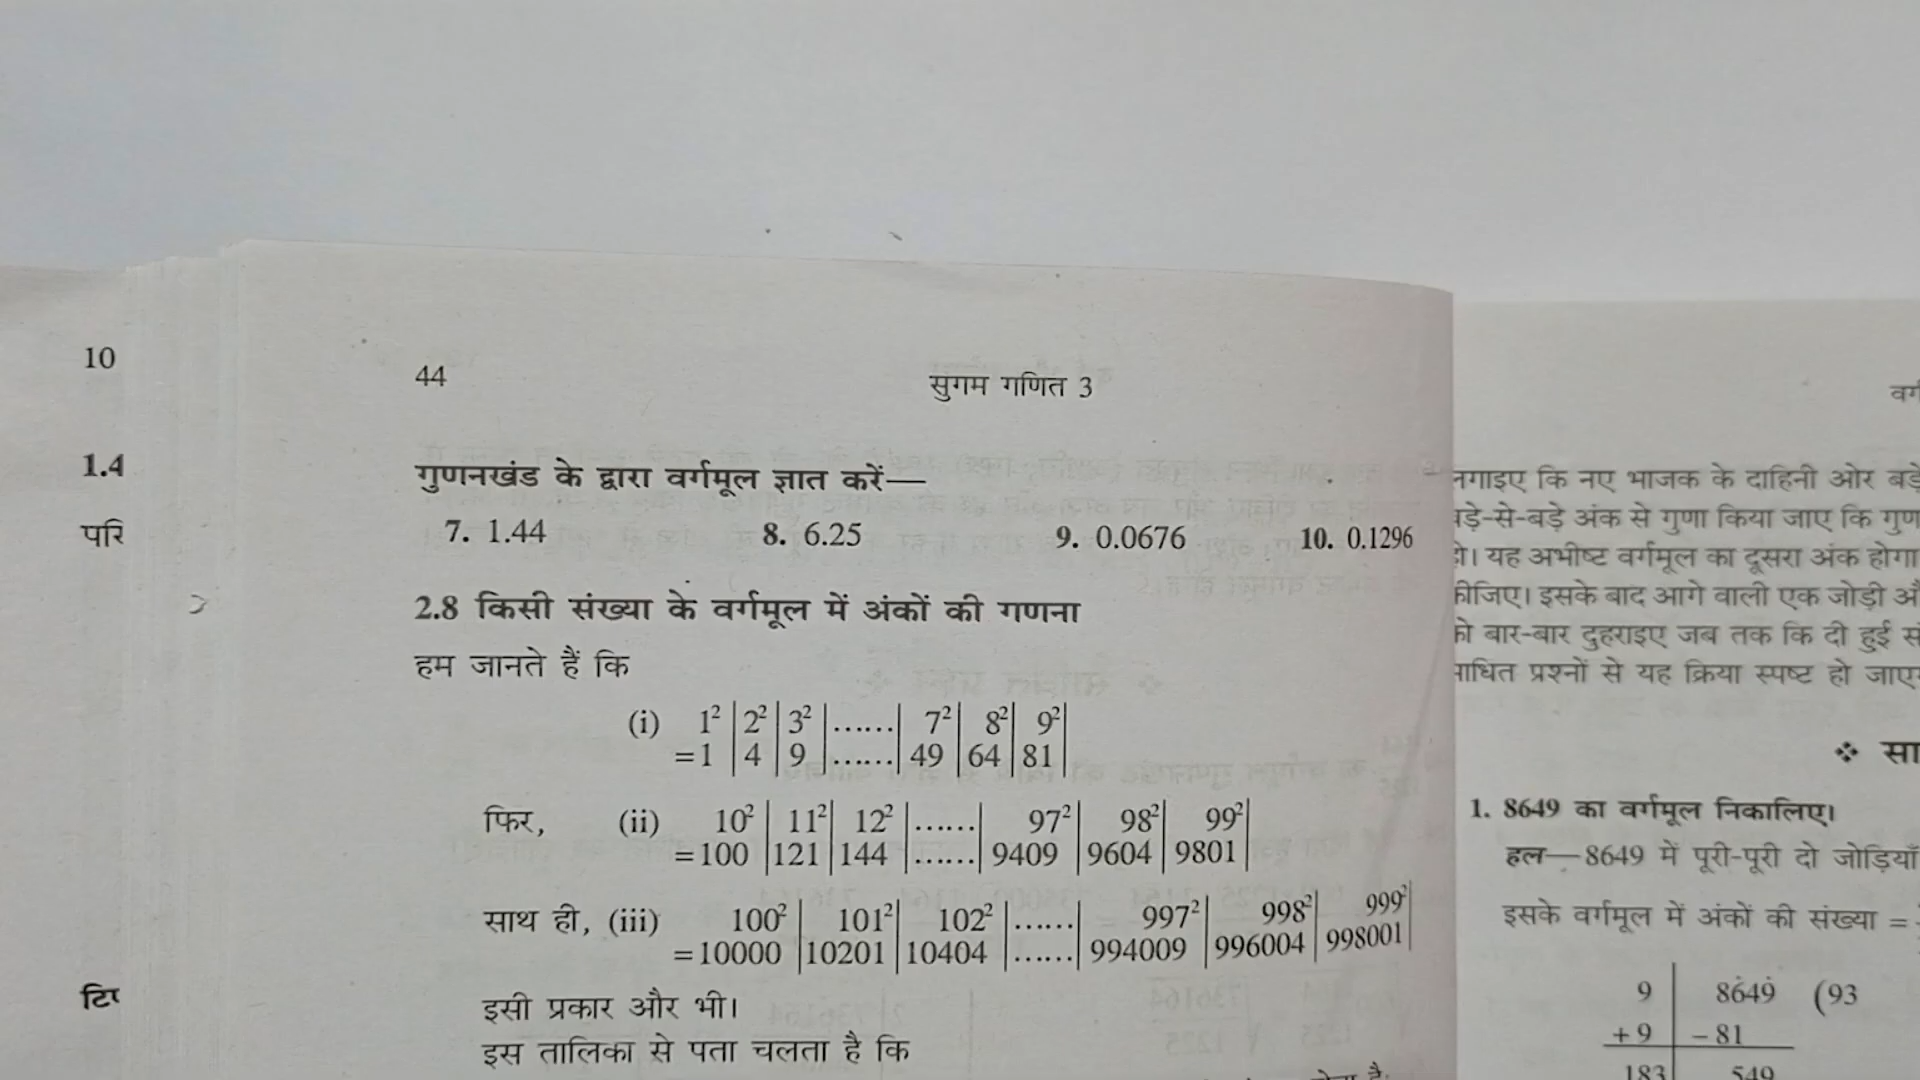 10
1.4
परि
टिप
44
सुगम गणित 3
गुणनखंड के द्वारा वर्गमूल ज्ञात करें—
7. 1.44 8. 6.25 9. 0.0676 10. 0.1296
2.8 किसी संख्या के वर्गमूल में अंकों की गणना
हम जानते हैं कि
(i) 1² | 2² | 3² | ...... | 7² | 8² | 9² |
= 1 | 4 | 9 | ...... | 49 | 64 | 81 |
फिर, (ii) 10² | 11² | 12² | ...... | 97² | 98² | 99² |
= 100 | 121 | 144 | ...... | 9409 | 9604 | 9801 |
साथ ही, (iii) 100² | 101² | 102² | ...... | 997² | 998² | 999² |
= 10000 | 10201 | 10404 | ...... | 994009 | 996004 | 998001 |
इसी प्रकार और भी।
इस तालिका से पता चलता है कि
वर्ग
कि नए भाजक के दाहिनी ओर बड़े
बड़े-से-बड़े अंक से गुणा किया जाए कि गुण
हो। यह अभीष्ट वर्गमूल का दूसरा अंक होगा
कीजिए। इसके बाद आगे वाली एक जोड़ी
को बार-बार दुहराइए जब तक कि दी हुई
प्रश्नों से यह क्रिया स्पष्ट हो
❖ सा
1. 8649 का वर्गमूल निकालिए।
हल—8649 में पूरी-पूरी दो जोड़ियाँ
इसके वर्गमूल में अंकों की संख्या =
9 | 8649 (93
+9 | −81
183 | 549